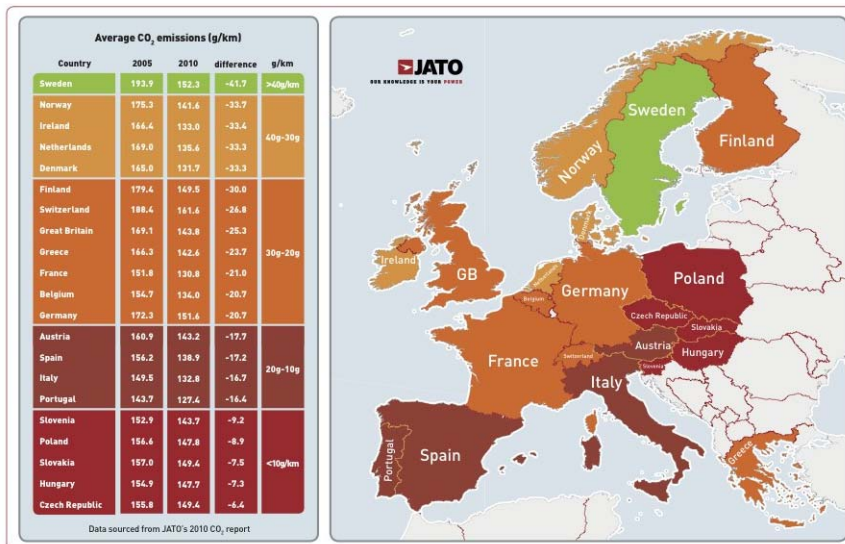 Average CO₂ emissions (g/km)
Country 2005 2010 difference g/km
Sweden 193.9 152.3 -41.7 >40g/km
Norway 175.3 141.6 -33.7
Ireland 166.4 133.0 -33.4
40g-30g
Netherlands 169.0 135.6 -33.3
Denmark 165.0 131.7 -33.3
Finland 179.4 149.5 -30.0
Switzerland 188.4 161.6 -26.8
Great Britain 169.1 143.8 -25.3
Greece 166.3 142.6 -23.7 30g-20g
France 151.8 130.8 -21.0
Belgium 154.7 134.0 -20.7
Germany 172.3 151.6 -20.7
Austria 160.9 143.2 -17.7
Spain 156.2 138.9 -17.2
20g-10g
Italy 149.5 132.8 -16.7
Portugal 143.7 127.4 -16.4
Slovenia 152.9 143.7 -9.2
Poland 156.6 147.8 -8.9
Slovakia 157.0 149.4 -7.5 <10g/km
Hungary 154.9 147.7 -7.3
Czech Republic 155.8 149.4 -6.4
Data sourced from JATO's 2010 CO₂ report
JATO
OUR KNOWLEDGE IS YOUR POWER
Sweden
Finland
Norway
Denmark
Ireland
GB
Netherlands
Poland
Germany
Belgium
Czech Republic
Slovakia
Austria
Hungary
France
Switzerland
Slovenia
Italy
Portugal
Spain
Greece